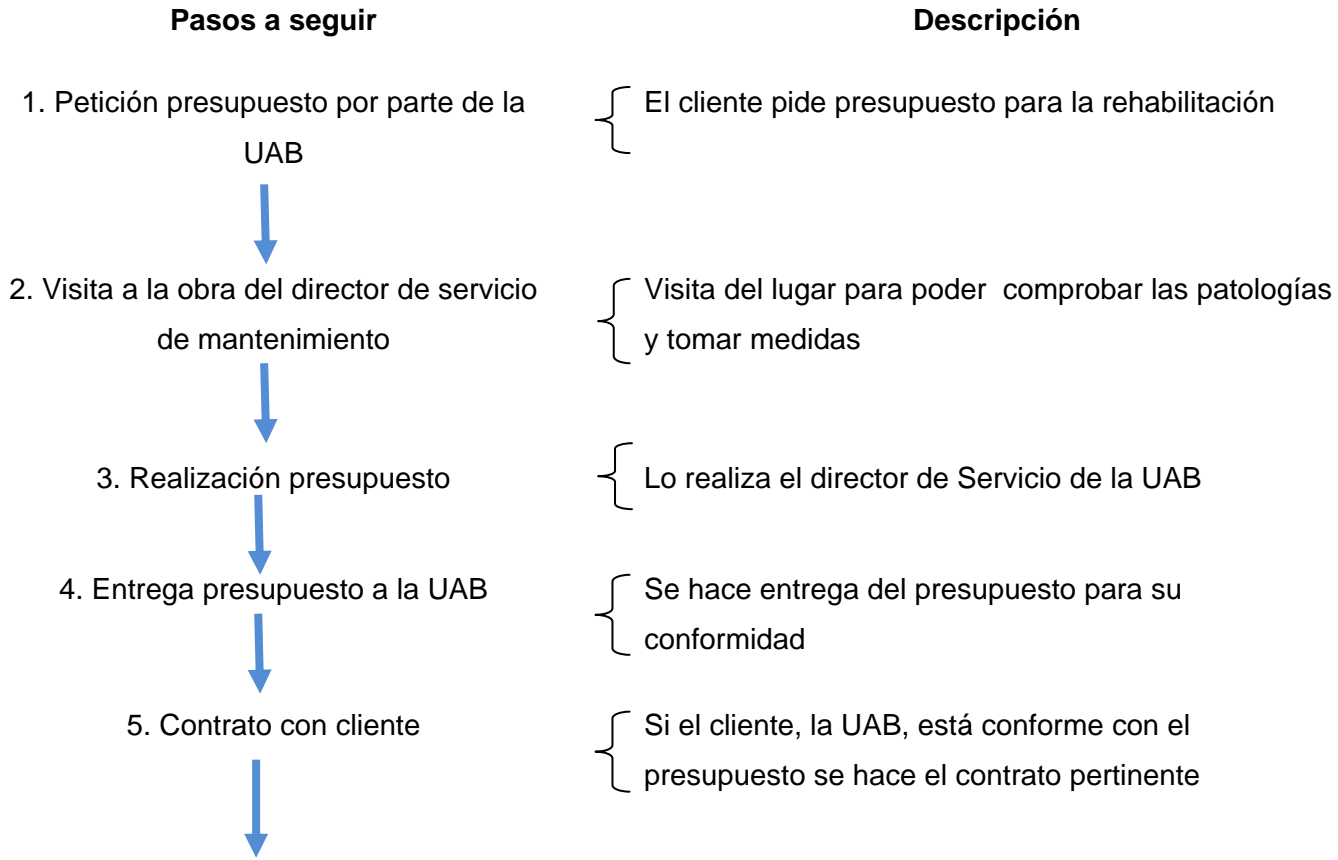 Pasos a seguir
Descripción
1. Petición presupuesto por parte de la
UAB
El cliente pide presupuesto para la rehabilitación
2. Visita a la obra del director de servicio
de mantenimiento
Visita del lugar para poder  comprobar las patologías
y tomar medidas
3. Realización presupuesto
Lo realiza el director de Servicio de la UAB
4. Entrega presupuesto a la UAB
Se hace entrega del presupuesto para su
conformidad
5. Contrato con cliente
Si el cliente, la UAB, está conforme con el
presupuesto se hace el contrato pertinente